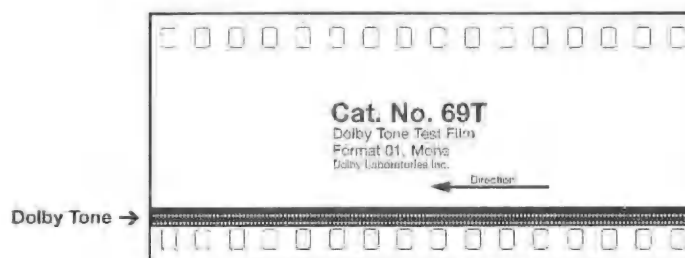 Cat. No. 69T
Dolby Tone Test Film
Format 01, Mono
Dolby Laboratories Inc.
Direction
Dolby Tone →